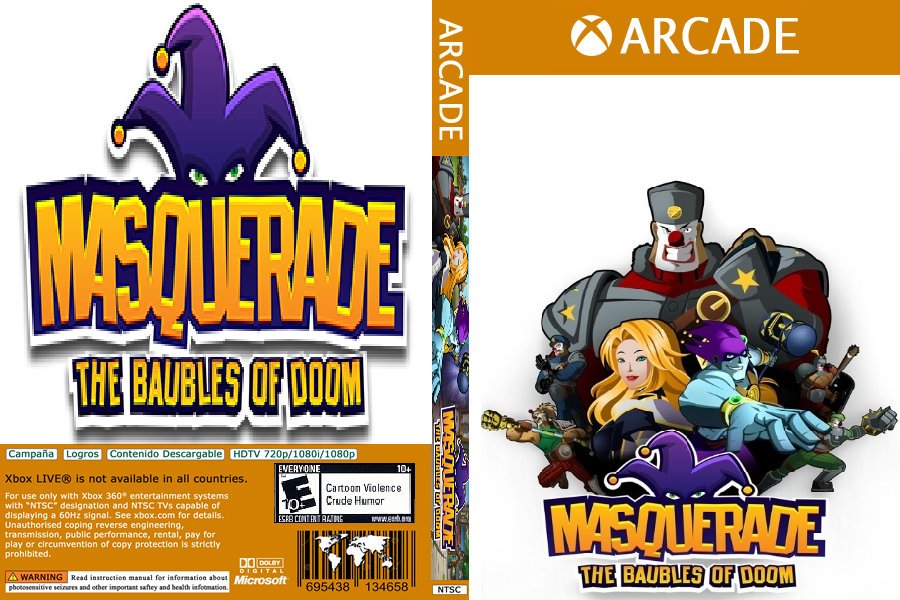 MASQUERADE
THE BAUBLES OF DOOM
Campaña Logros Contenido Descargable HDTV 720p/1080i/1080p
Xbox LIVE® is not available in all countries.
For use only with Xbox 360® entertainment systems
with "NTSC" designation and NTSC TVs capable of
displaying a 60Hz signal. See xbox.com for details.
Unauthorised coping reverse engineering,
transmission, public performance, rental, pay for
play or circumvention of copy protection is strictly
prohibited.
EVERYONE 10+
E
10+
Cartoon Violence
Crude Humor
ESRB CONTENT RATING www.esrb.org
WARNING Read instruction manual for information about
photosensitive seizures and other important saftey and health infotmation.
DOLBY
DIGITAL
Microsoft®
695438 134658
ARCADE
MASQUERADE
THE BAUBLES OF DOOM
NTSC
ARCADE
MASQUERADE
THE BAUBLES OF DOOM